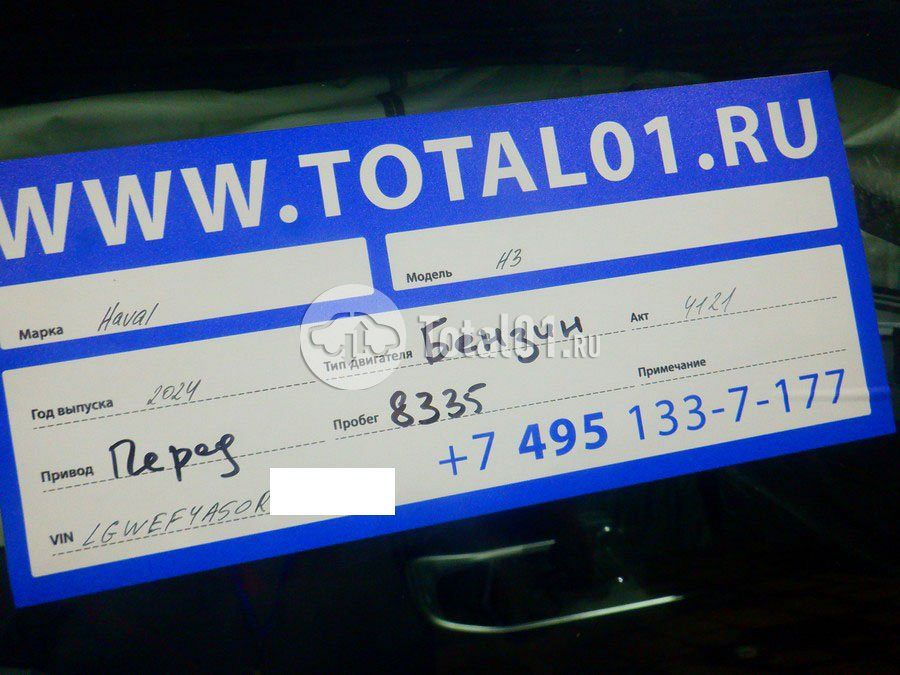 WWW.TOTAL01.RU
Марка Haval
Модель H3
Год выпуска 2024
Тип двигателя Бензин
Акт 4121
Привод Перед
Пробег 8335
Примечание
+7 495 133-7-177
VIN LGWEFYASOR
Total01.RU